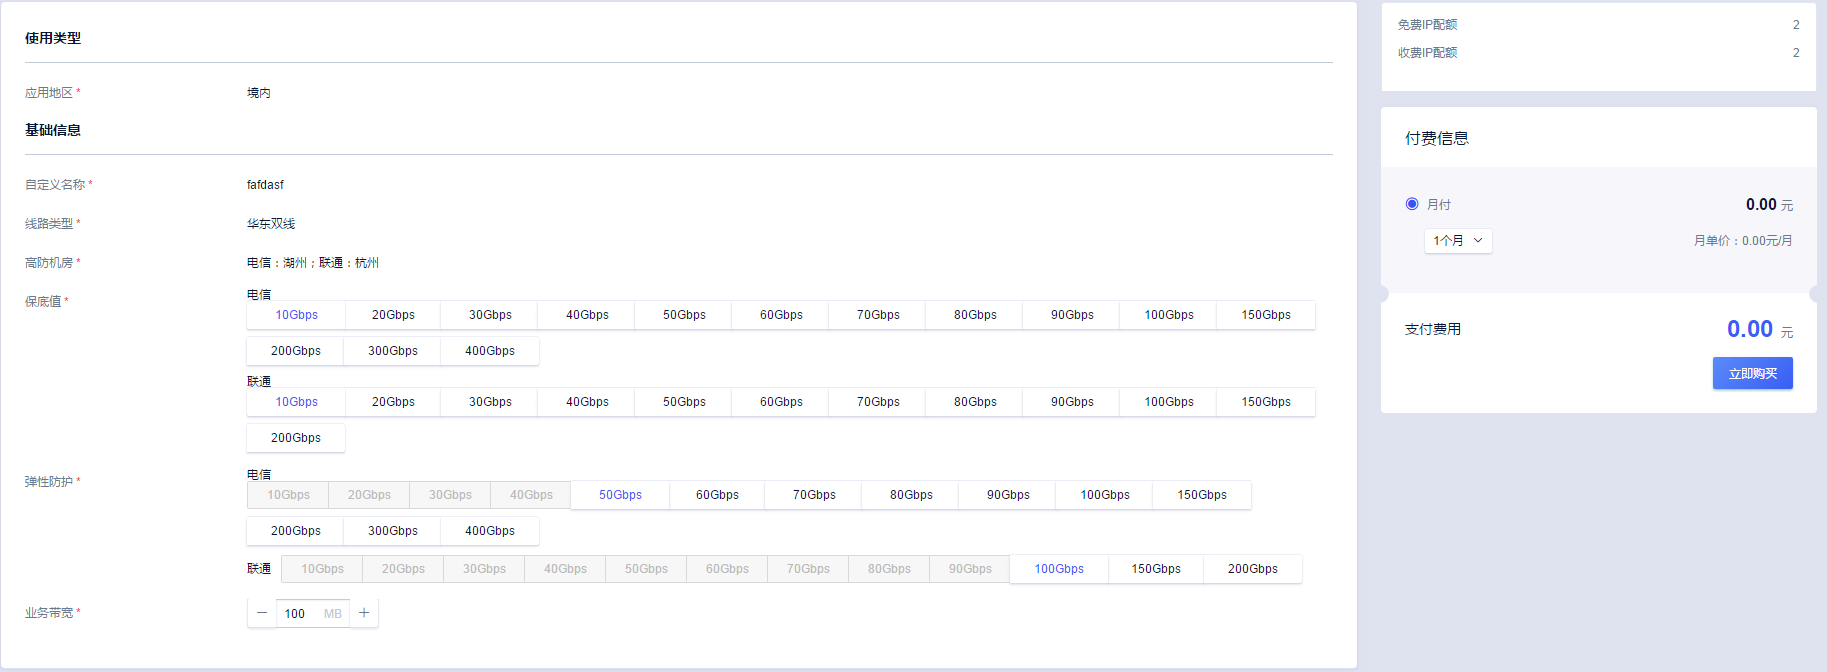 使用类型
应用地区 * 境内
基础信息
自定义名称 * fafdasf
线路类型 * 华东双线
高防机房 * 电信：湖州；联通：杭州
保底值 * 电信
10Gbps 20Gbps 30Gbps 40Gbps 50Gbps 60Gbps 70Gbps 80Gbps 90Gbps 100Gbps 150Gbps
200Gbps 300Gbps 400Gbps
联通
10Gbps 20Gbps 30Gbps 40Gbps 50Gbps 60Gbps 70Gbps 80Gbps 90Gbps 100Gbps 150Gbps
200Gbps
弹性防护 * 电信
10Gbps 20Gbps 30Gbps 40Gbps 50Gbps 60Gbps 70Gbps 80Gbps 90Gbps 100Gbps 150Gbps
200Gbps 300Gbps 400Gbps
联通 10Gbps 20Gbps 30Gbps 40Gbps 50Gbps 60Gbps 70Gbps 80Gbps 90Gbps 100Gbps 150Gbps 200Gbps
业务带宽 * − 100 MB +
免费IP配额 2
收费IP配额 2
付费信息
月付 0.00 元
1个月 月单价：0.00元/月
支付费用 0.00 元
立即购买